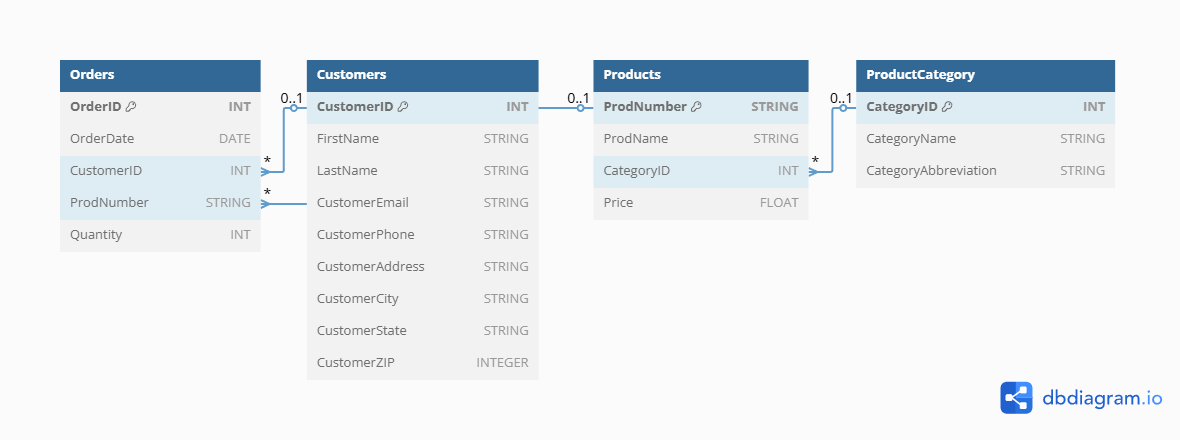 Orders
OrderID INT
OrderDate DATE
CustomerID INT
ProdNumber STRING
Quantity INT
0..1
*
*
Customers
CustomerID INT
FirstName STRING
LastName STRING
CustomerEmail STRING
CustomerPhone STRING
CustomerAddress STRING
CustomerCity STRING
CustomerState STRING
CustomerZIP INTEGER
0..1
Products
ProdNumber STRING
ProdName STRING
CategoryID INT
Price FLOAT
0..1
*
ProductCategory
CategoryID INT
CategoryName STRING
CategoryAbbreviation STRING
dbdiagram.io